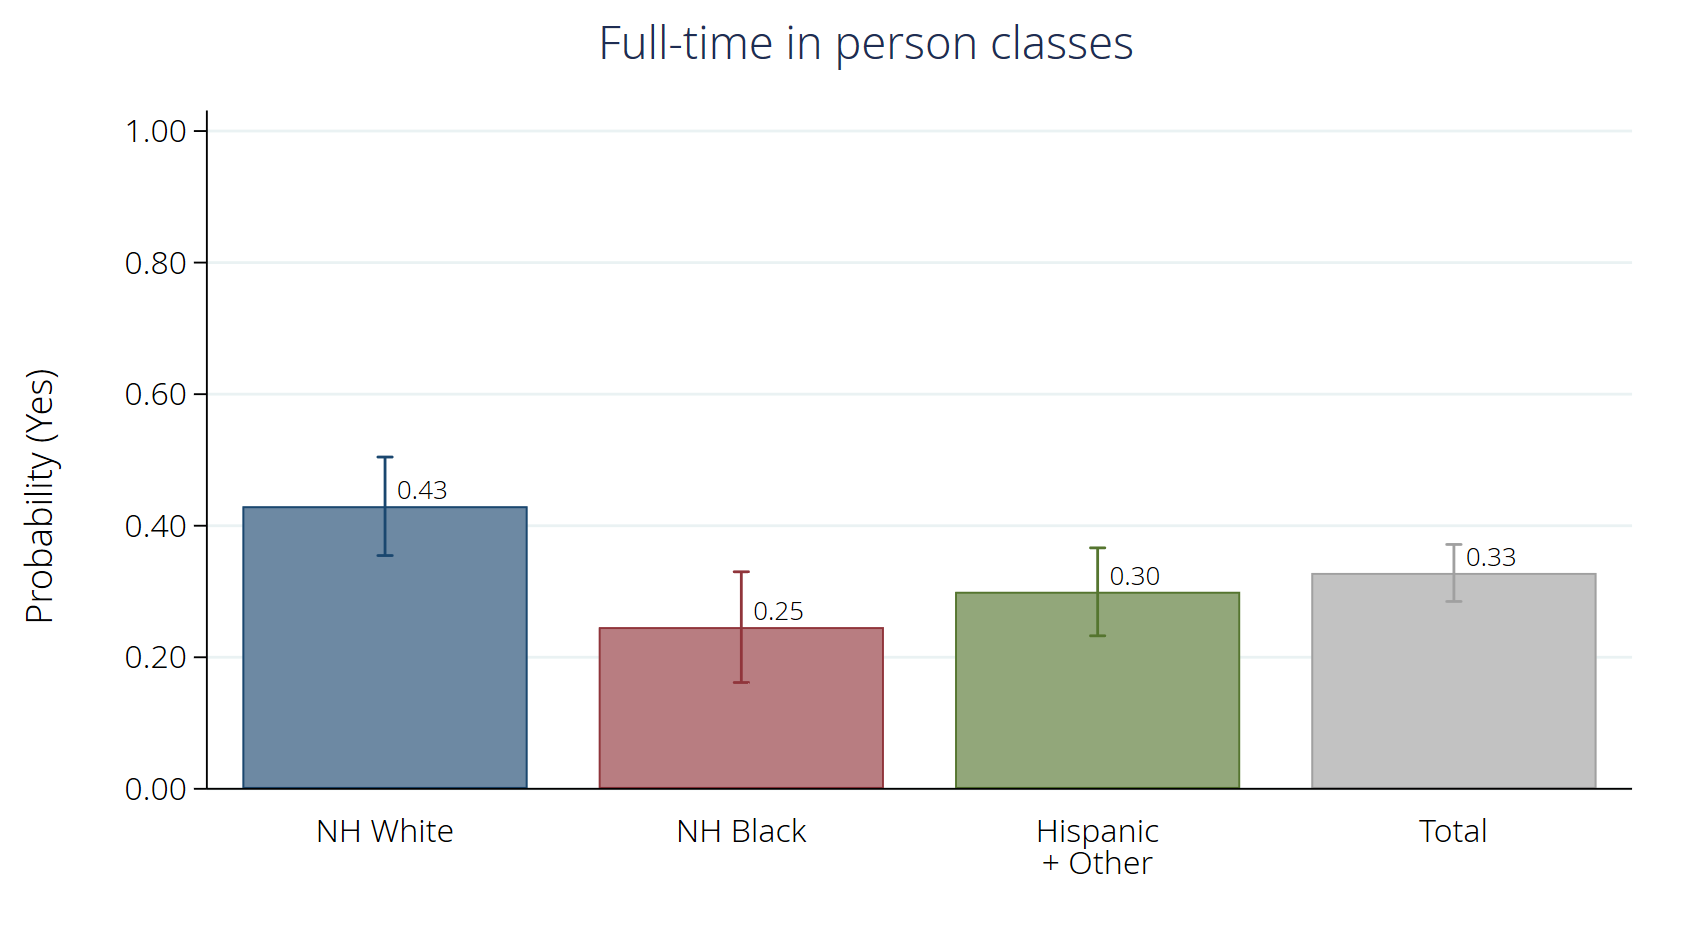 Full-time in person classes
Probability (Yes)
1.00
0.80
0.60
0.40
0.20
0.00
0.43
0.25
0.30
0.33
NH White
NH Black
Hispanic
+ Other
Total